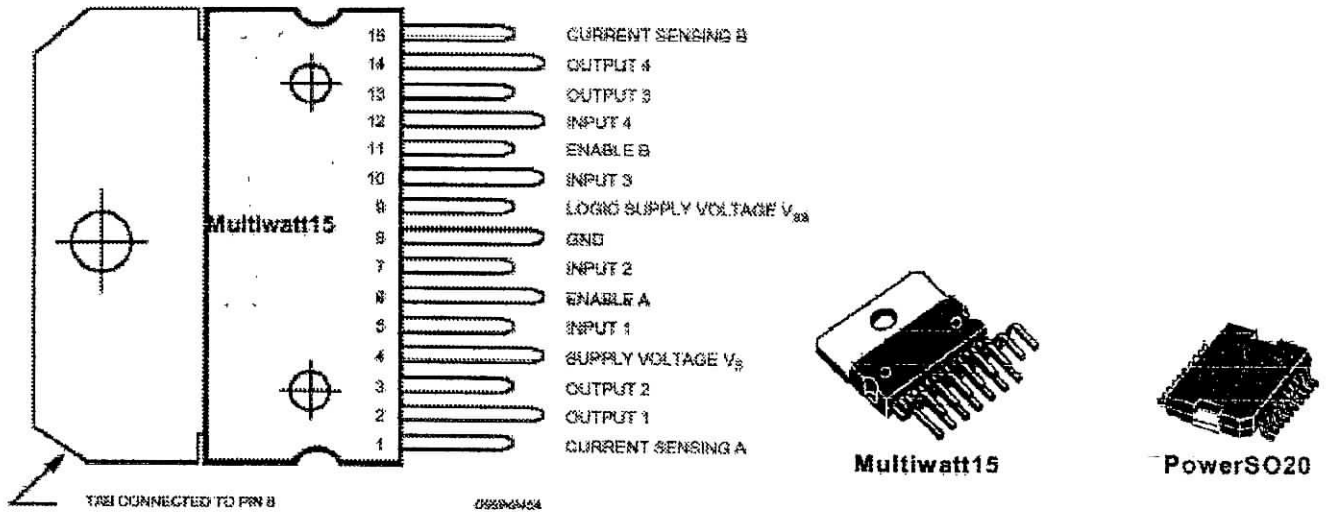 15 CURRENT SENSING B
14 OUTPUT 4
13 OUTPUT 3
12 INPUT 4
11 ENABLE B
10 INPUT 3
9 LOGIC SUPPLY VOLTAGE VSS
8 GND
7 INPUT 2
6 ENABLE A
5 INPUT 1
4 SUPPLY VOLTAGE VS
3 OUTPUT 2
2 OUTPUT 1
1 CURRENT SENSING A
Multiwatt15
TAB CONNECTED TO PIN 8
Multiwatt15
PowerSO20